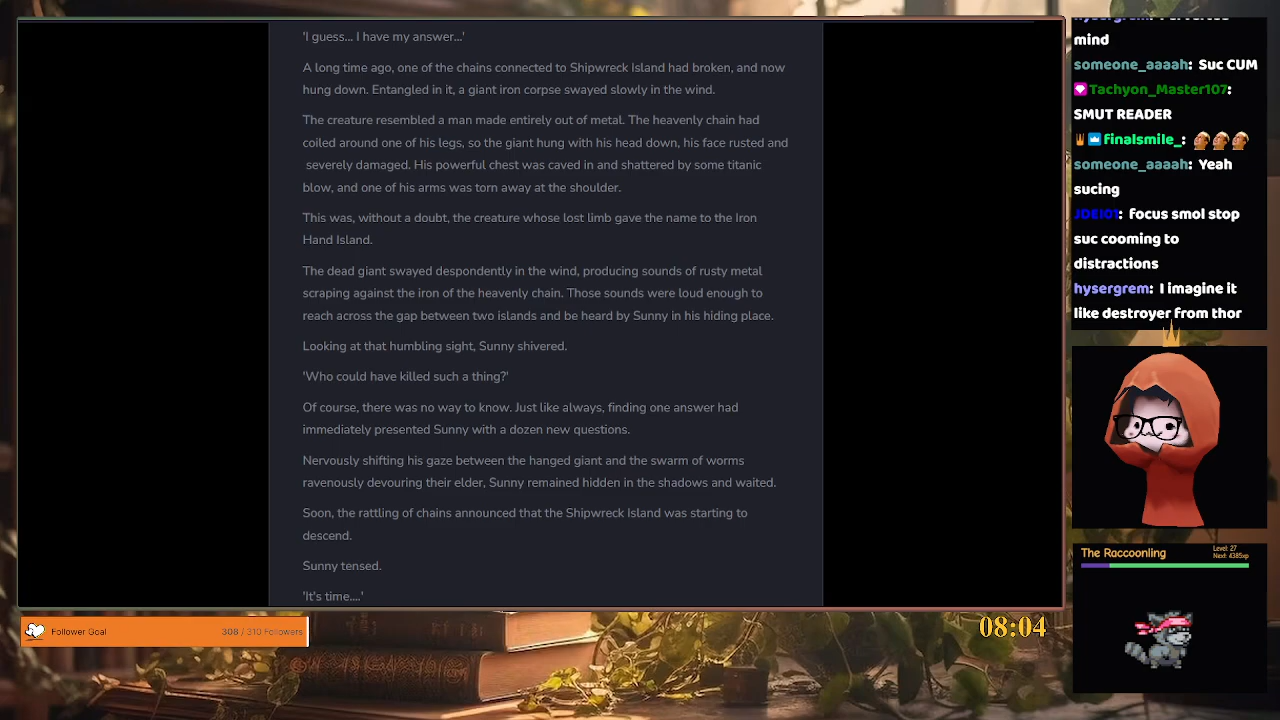 'I guess... I have my answer...'
A long time ago, one of the chains connected to Shipwreck Island had broken, and now
hung down. Entangled in it, a giant iron corpse swayed slowly in the wind.
The creature resembled a man made entirely out of metal. The heavenly chain had
coiled around one of his legs, so the giant hung with his head down, his face rusted and
severely damaged. His powerful chest was caved in and shattered by some titanic
blow, and one of his arms was torn away at the shoulder.
This was, without a doubt, the creature whose lost limb gave the name to the Iron
Hand Island.
The dead giant swayed despondently in the wind, producing sounds of rusty metal
scraping against the iron of the heavenly chain. Those sounds were loud enough to
reach across the gap between two islands and be heard by Sunny in his hiding place.
Looking at that humbling sight, Sunny shivered.
'Who could have killed such a thing?'
Of course, there was no way to know. Just like always, finding one answer had
immediately presented Sunny with a dozen new questions.
Nervously shifting his gaze between the hanged giant and the swarm of worms
ravenously devouring their elder, Sunny remained hidden in the shadows and waited.
Soon, the rattling of chains announced that the Shipwreck Island was starting to
descend.
Sunny tensed.
'It's time....'
mind
someone_aaaah: Suc CUM
Tachyon_Master107:
SMUT READER
finalsmile_:
someone_aaaah: Yeah
sucing
JDE101: focus smol stop
suc cooming to
distractions
hysergrem: I imagine it
like destroyer from thor
The Raccoonling
Level: 27
Next: 4385xp
Follower Goal
308 / 310 Followers
08:04